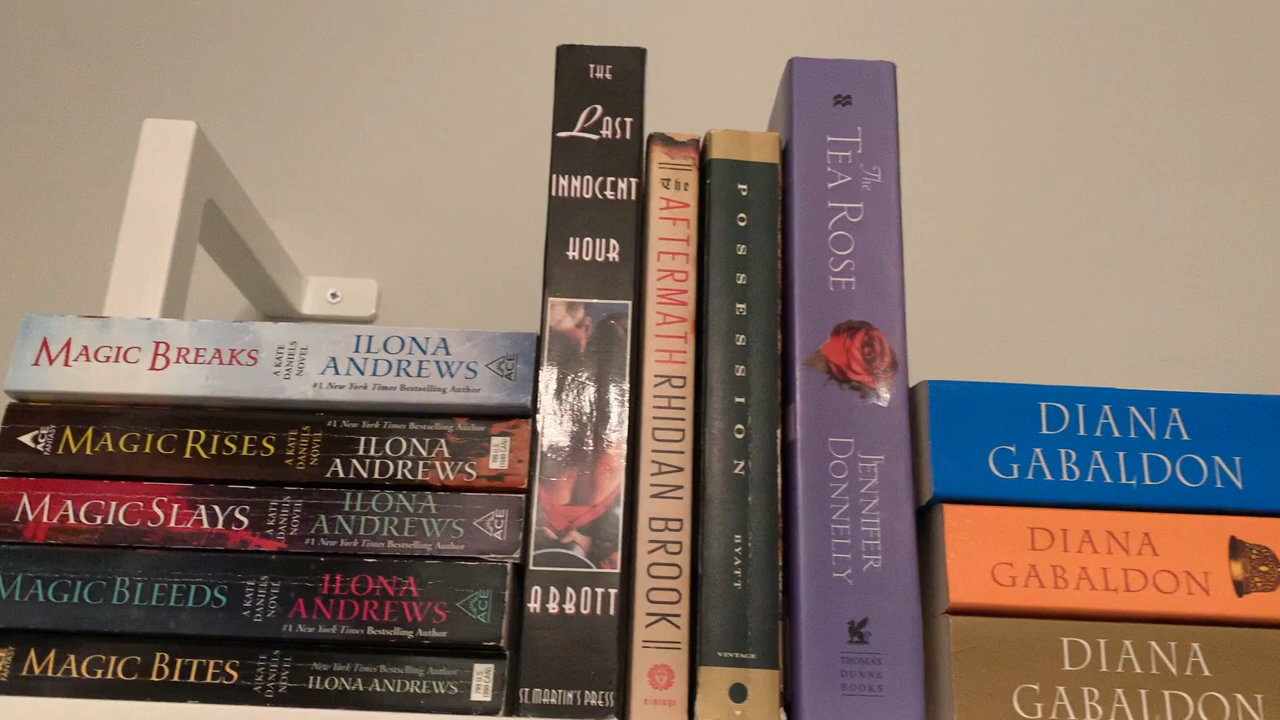 MAGIC BREAKS
A KATE
DANIELS
NOVEL
ILONA
ANDREWS
#1 New York Times Bestselling Author
ACE
ACE
FANTASY
MAGIC RISES
A KATE
DANIELS
NOVEL
#1 New York Times Bestselling Author
ILONA
ANDREWS
MAGIC SLAYS
A KATE
DANIELS
NOVEL
ILONA
ANDREWS
#1 New York Times Bestselling Author
ACE
MAGIC BLEEDS
A KATE
DANIELS
NOVEL
ILONA
ANDREWS
#1 New York Times Bestselling Author
ACE
MAGIC BITES
A KATE
DANIELS
NOVEL
New York Times Bestselling Author
ILONA ANDREWS
THE
LAST
INNOCENT
HOUR
ABBOTT
ST. MARTIN'S PRESS
The AFTERMATH RHIDIAN BROOK
POSSESSION
BYATT
VINTAGE
The
TEA ROSE
JENNIFER
DONNELLY
THOMAS
DUNNE
BOOKS
DIANA
GABALDON
DIANA
GABALDON
DIANA
GABALDON